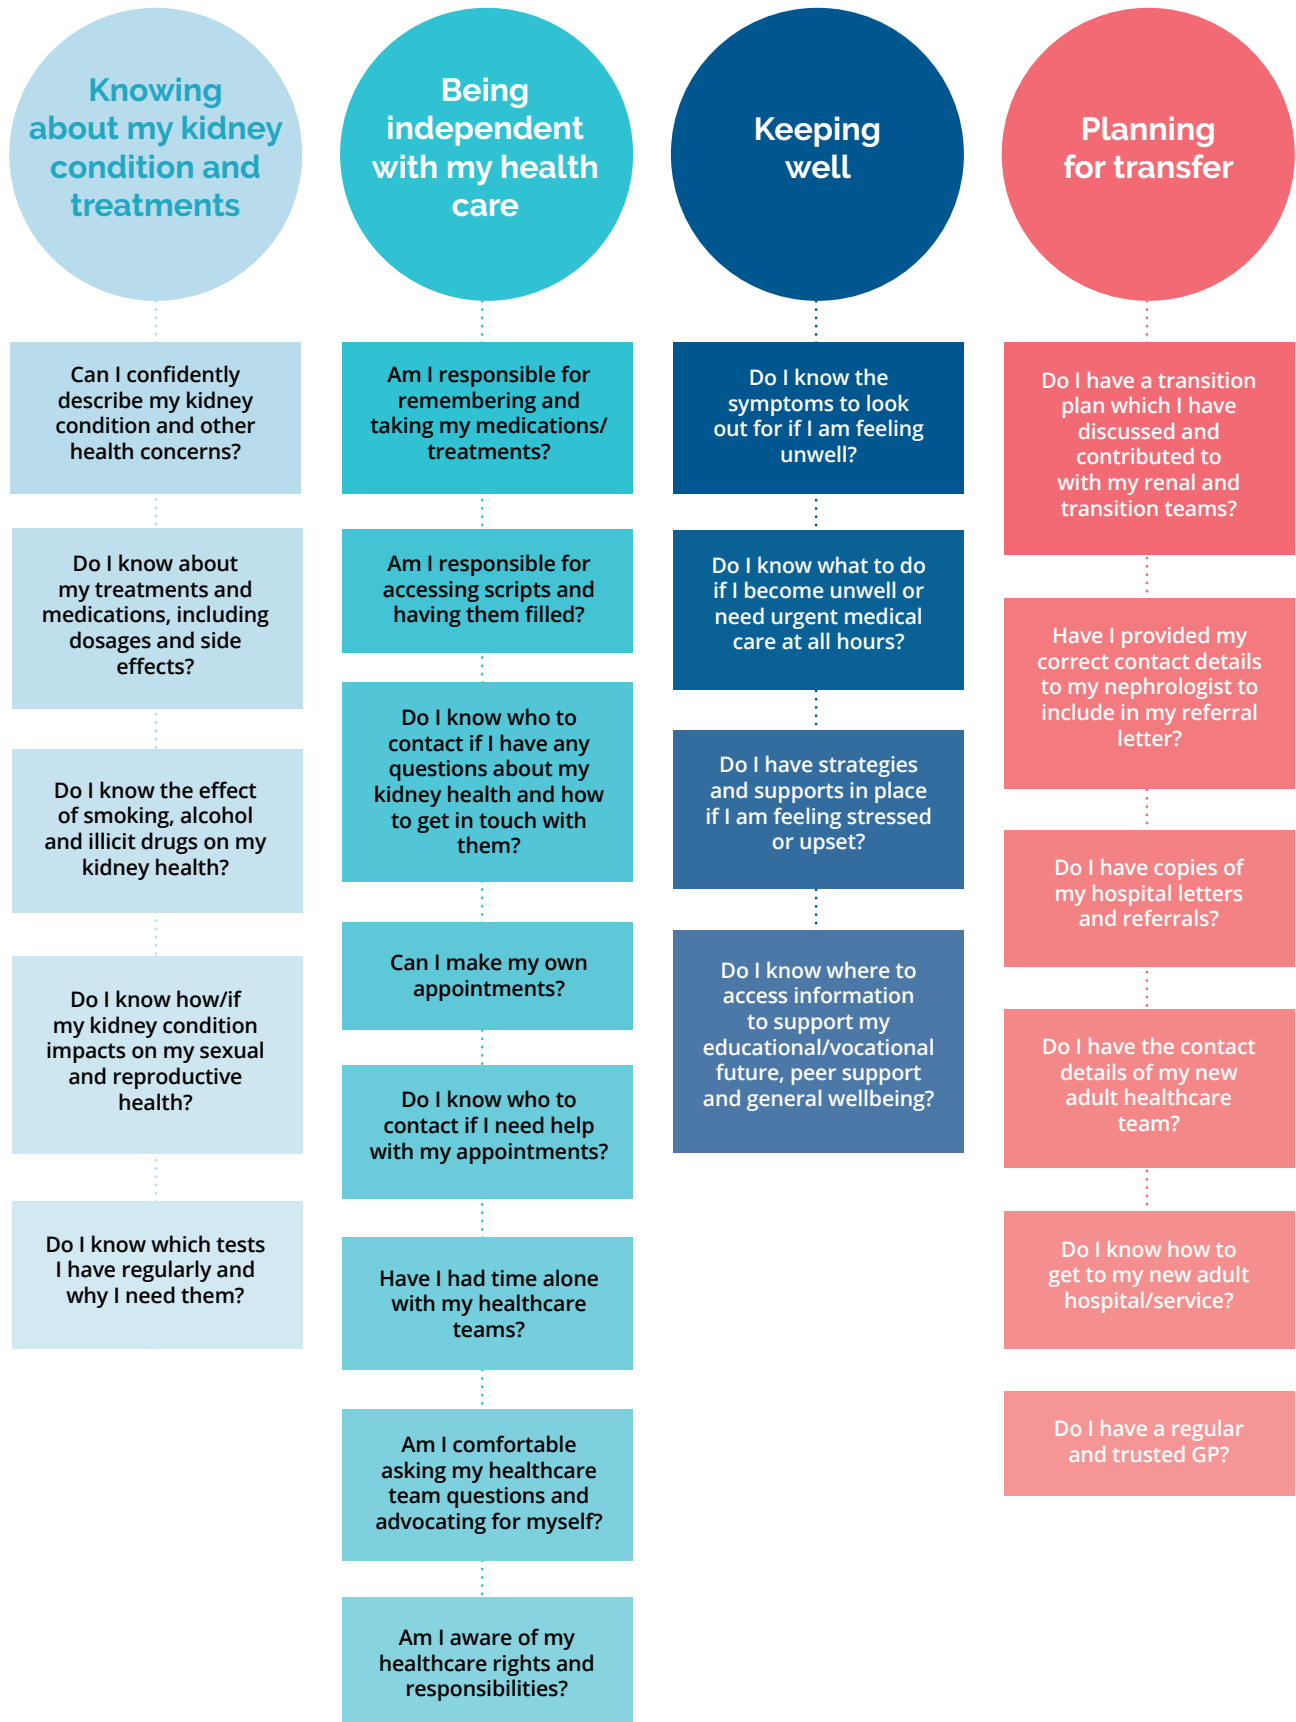 Knowing
about my kidney
condition and
treatments
Can I confidently
describe my kidney
condition and other
health concerns?
Do I know about
my treatments and
medications, including
dosages and side
effects?
Do I know the effect
of smoking, alcohol
and illicit drugs on my
kidney health?
Do I know how/if
my kidney condition
impacts on my sexual
and reproductive
health?
Do I know which tests
I have regularly and
why I need them?
Being
independent
with my health
care
Am I responsible for
remembering and
taking my medications/
treatments?
Am I responsible for
accessing scripts and
having them filled?
Do I know who to
contact if I have any
questions about my
kidney health and how
to get in touch with
them?
Can I make my own
appointments?
Do I know who to
contact if I need help
with my appointments?
Have I had time alone
with my healthcare
teams?
Am I comfortable
asking my healthcare
team questions and
advocating for myself?
Am I aware of my
healthcare rights and
responsibilities?
Keeping
well
Do I know the
symptoms to look
out for if I am feeling
unwell?
Do I know what to do
if I become unwell or
need urgent medical
care at all hours?
Do I have strategies
and supports in place
if I am feeling stressed
or upset?
Do I know where to
access information
to support my
educational/vocational
future, peer support
and general wellbeing?
Planning
for transfer
Do I have a transition
plan which I have
discussed and
contributed to
with my renal and
transition teams?
Have I provided my
correct contact details
to my nephrologist to
include in my referral
letter?
Do I have copies of
my hospital letters
and referrals?
Do I have the contact
details of my new
adult healthcare
team?
Do I know how to
get to my new adult
hospital/service?
Do I have a regular
and trusted GP?